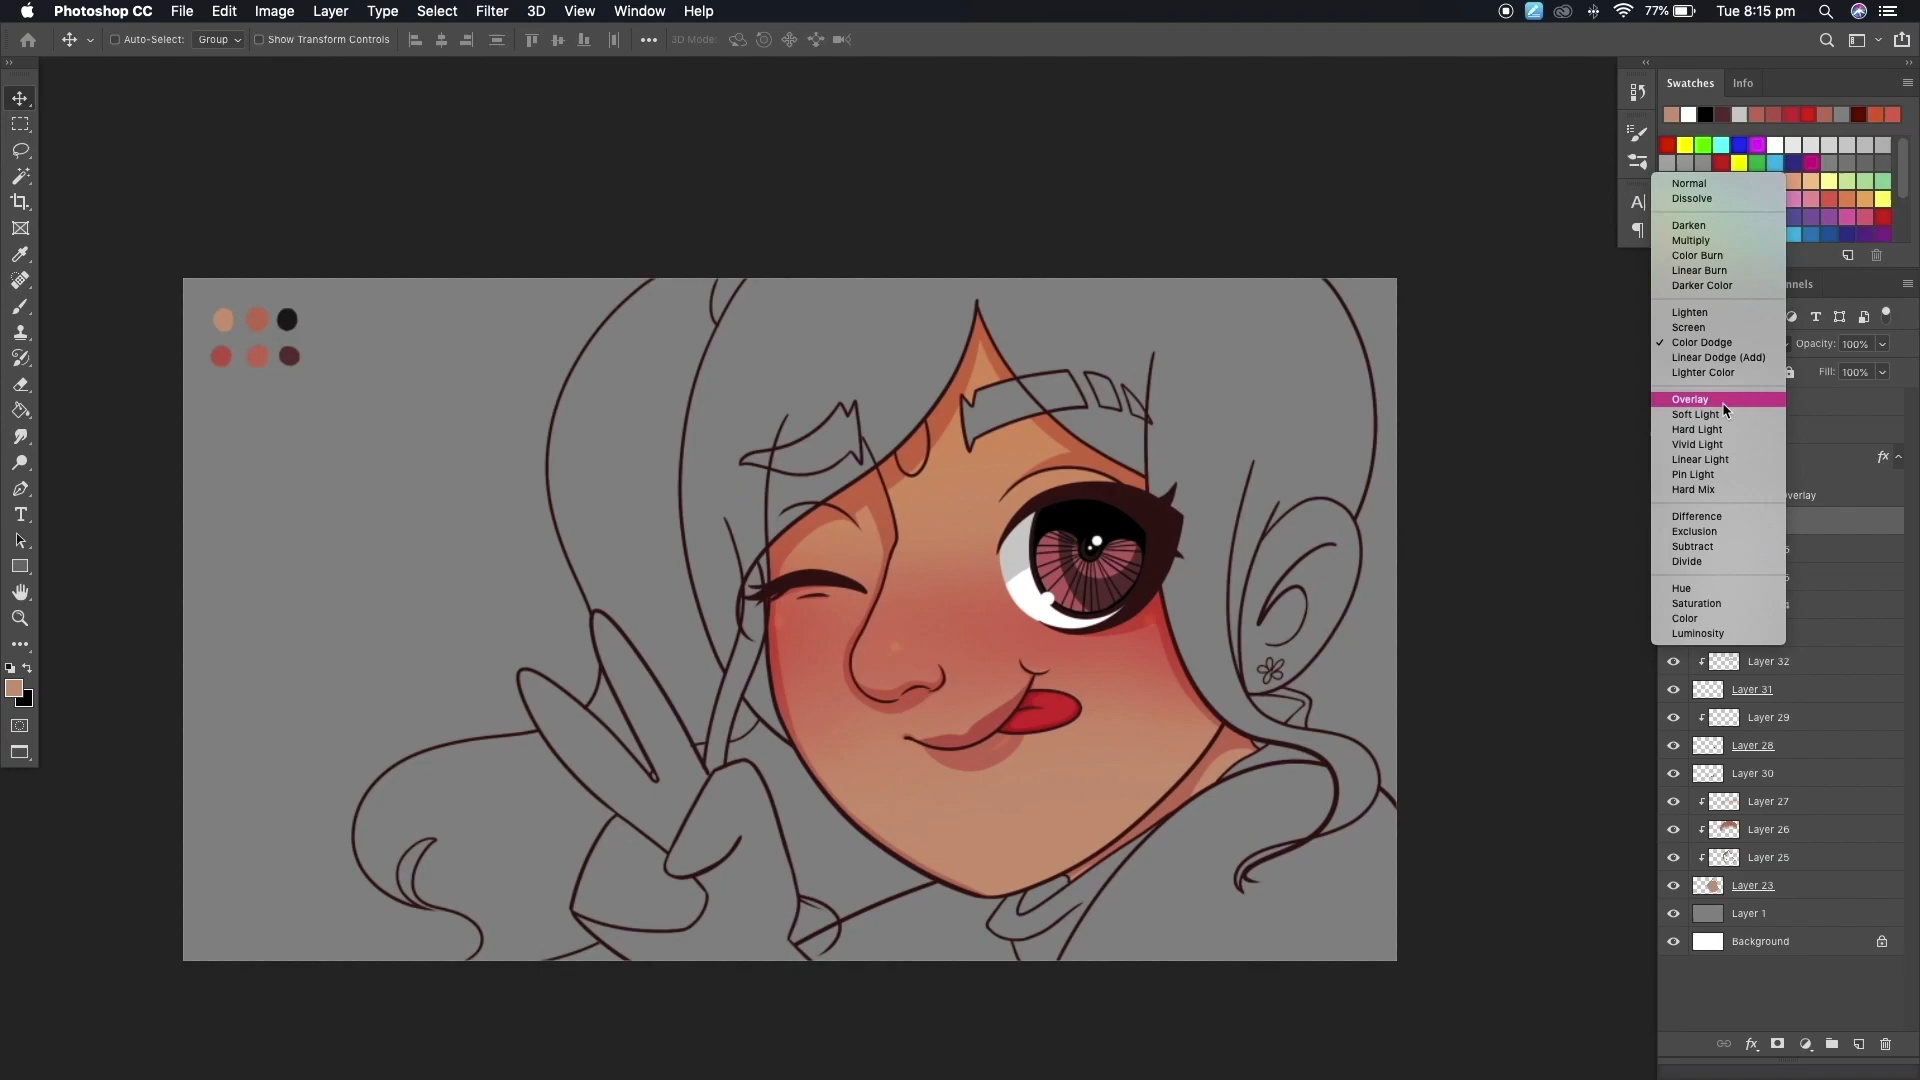 Photoshop CC File Edit Image Layer Type Select Filter 3D View Window Help 77% Tue 8:15 pm
Auto-Select: Group Show Transform Controls 3D Mode:
Swatches Info
Normal
Dissolve
Darken
Multiply
Color Burn
Linear Burn
Darker Color
nnels
Lighten
Screen
Color Dodge
Opacity: 100%
Linear Dodge (Add)
Lighter Color
Fill: 100%
Overlay
Soft Light
Hard Light
Vivid Light
Linear Light
fx
Pin Light
Hard Mix
verlay
Difference
Exclusion
Subtract
Divide
Hue
Saturation
Color
Luminosity
Layer 32
Layer 31
Layer 29
Layer 28
Layer 30
Layer 27
Layer 26
Layer 25
Layer 23
Layer 1
Background
fx